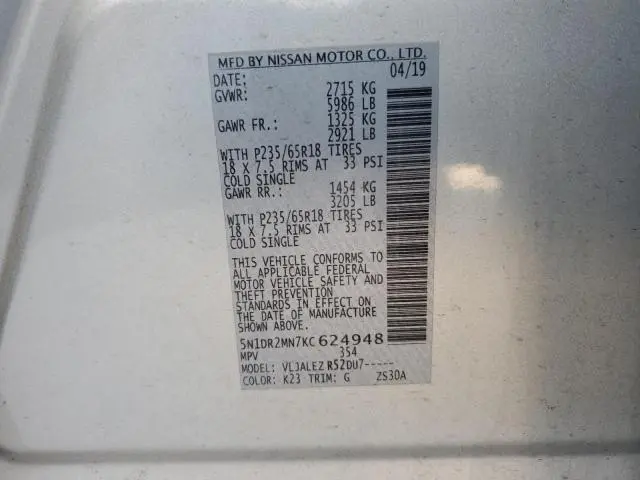 MFD BY NISSAN MOTOR CO., LTD.
DATE: 04/19
GVWR: 2715 KG
5986 LB
GAWR FR.: 1325 KG
2921 LB
WITH P235/65R18 TIRES
18 X 7.5 RIMS AT 33 PSI
COLD SINGLE
GAWR RR.: 1454 KG
3205 LB
WITH P235/65R18 TIRES
18 X 7.5 RIMS AT 33 PSI
COLD SINGLE
THIS VEHICLE CONFORMS TO
ALL APPLICABLE FEDERAL
MOTOR VEHICLE SAFETY AND
THEFT PREVENTION
STANDARDS IN EFFECT ON
THE DATE OF MANUFACTURE
SHOWN ABOVE.
5N1DR2MN7KC624948
MPV 354
MODEL: VLJALEZ R52DU7-----
COLOR: K23 TRIM: G ZS30A